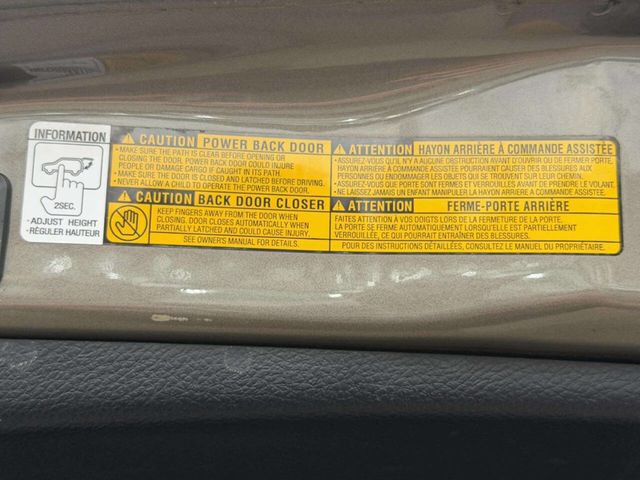 INFORMATION
2SEC.
·ADJUST HEIGHT
·RÉGULER HAUTEUR
CAUTION POWER BACK DOOR
·MAKE SURE THE PATH IS CLEAR BEFORE OPENING OR
CLOSING THE DOOR. POWER BACK DOOR COULD INJURE
PEOPLE OR DAMAGE CARGO IF CAUGHT IN ITS PATH.
·MAKE SURE THE DOOR IS CLOSED AND LATCHED BEFORE DRIVING.
·NEVER ALLOW A CHILD TO OPERATE THE POWER BACK DOOR.
CAUTION BACK DOOR CLOSER
KEEP FINGERS AWAY FROM THE DOOR WHEN
CLOSING. DOOR CLOSES AUTOMATICALLY WHEN
PARTIALLY LATCHED AND COULD CAUSE INJURY.
SEE OWNER'S MANUAL FOR DETAILS.
ATTENTION HAYON ARRIÈRE À COMMANDE ASSISTÉE
·ASSUREZ-VOUS QU'IL N'Y A AUCUNE OBSTRUCTION AVANT D'OUVRIR OU DE FERMER PORTE.
HAYON ARRIÈRE À COMMANDE ASSISTÉE POURRAIENT CAUSER DES BLESSURES AUX
PERSONNES OU ENDOMMAGER LES OBJETS QUI SE TROUVENT SUR LEUR CHEMIN.
·ASSUREZ-VOUS QUE PORTE SONT FERMES ET VERROUILLÉS AVANT DE PRENDRE LE VOLANT.
·NE LAISSEZ JAMAIS UN ENFANT MANIPULER LA HAYON ARRIÈRE À COMMANDE ASSISTÉE.
ATTENTION FERME-PORTE ARRIÈRE
FAITES ATTENTION À VOS DOIGTS LORS DE LA FERMETURE DE LA PORTE.
LA PORTE SE FERME AUTOMATIQUEMENT LORSQU'ELLE EST PARTIELLEMENT
VERROUILLÉE, CE QUI POURRAIT ENTRAÎNER DES BLESSURES.
POUR DES INSTRUCTIONS DÉTAILLÉES, CONSULTEZ LE MANUEL DU PROPRIÉTAIRE.